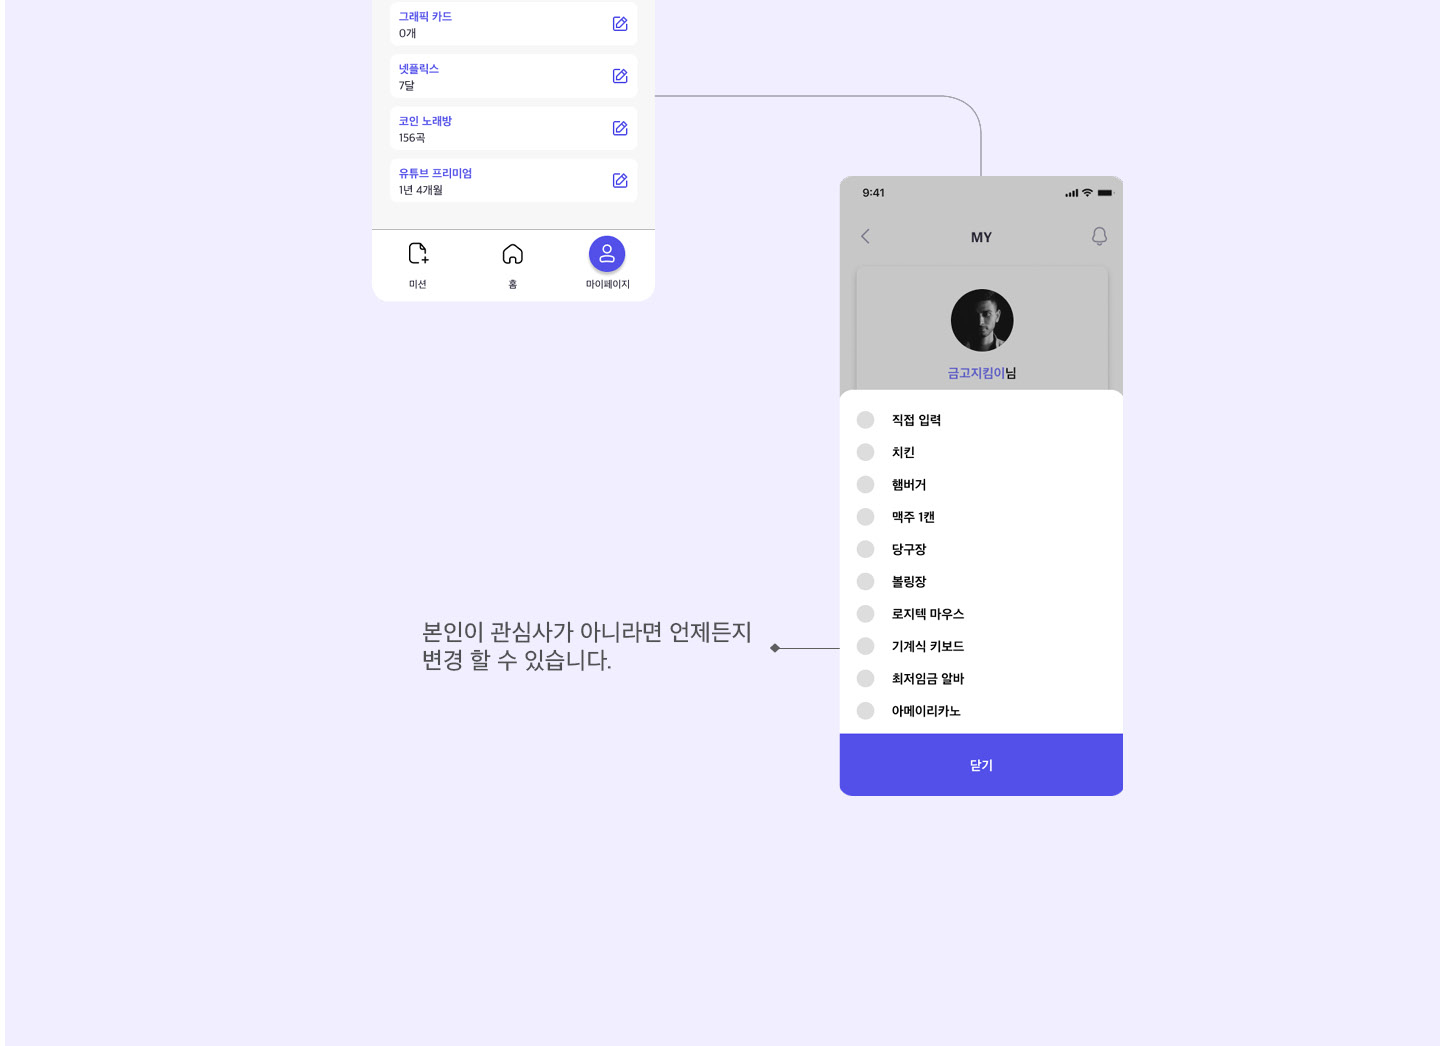 그래픽 카드
0개
넷플릭스
7달
코인 노래방
156곡
유튜브 프리미엄
1년 4개월
미션
홈
마이페이지
9:41
MY
금고지킴이님
직접 입력
치킨
햄버거
맥주 1캔
당구장
볼링장
로지텍 마우스
기계식 키보드
최저임금 알바
아메이리카노
닫기
본인이 관심사가 아니라면 언제든지
변경 할 수 있습니다.